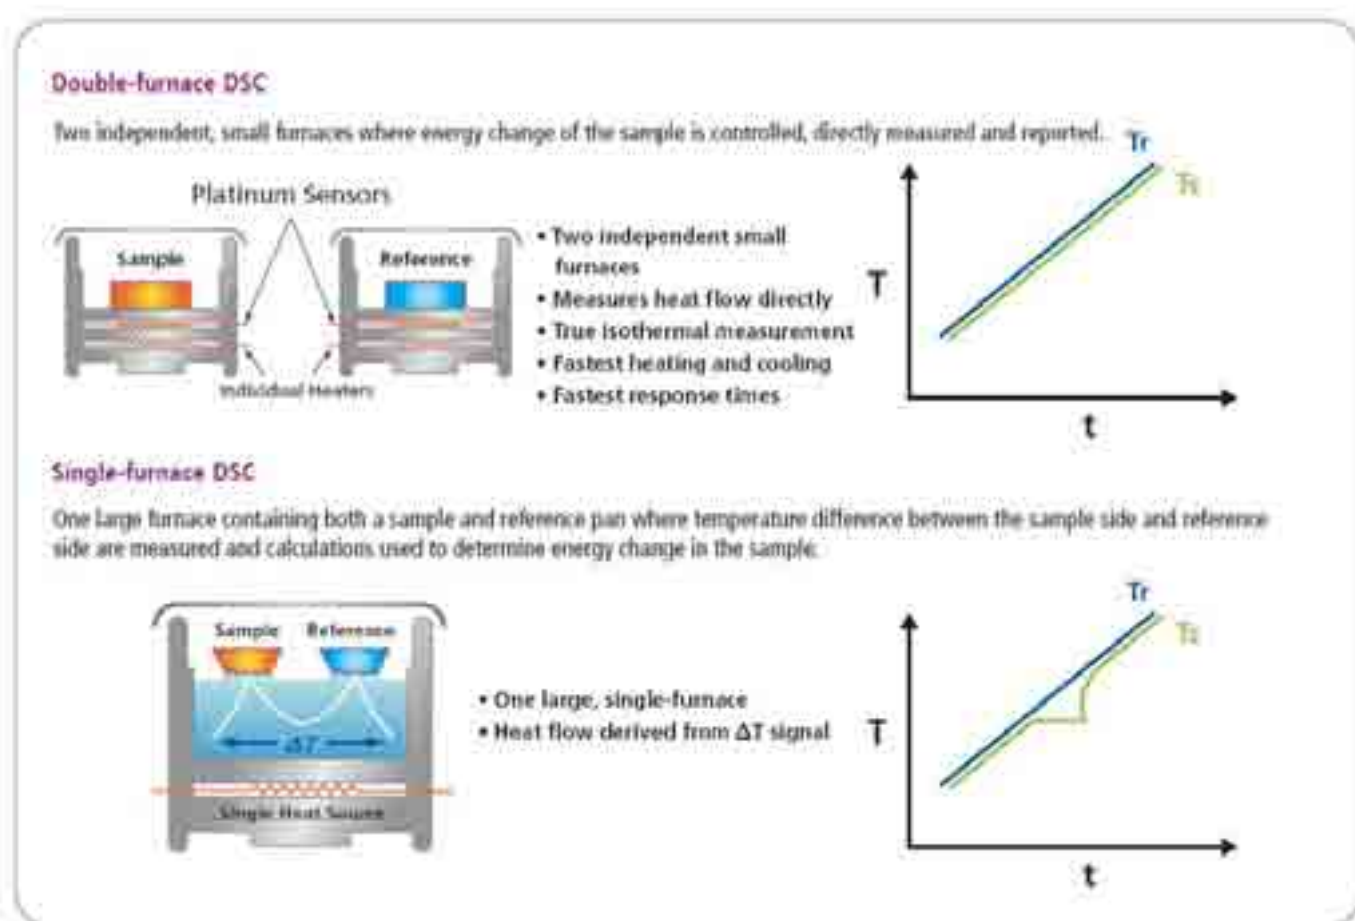 Double-furnace DSC
Two independent, small furnaces where energy change of the sample is controlled, directly measured and reported.
Platinum Sensors
Sample
Reference
Individual Heaters
• Two independent small
furnaces
• Measures heat flow directly
• True isothermal measurement
• Fastest heating and cooling
• Fastest response times
Tr
Ts
T
t
Single-furnace DSC
One large furnace containing both a sample and reference pan where temperature difference between the sample side and reference
side are measured and calculations used to determine energy change in the sample.
Sample
Reference
ΔT
Single Heat Source
• One large, single-furnace
• Heat flow derived from ΔT signal
Tr
Ts
T
t